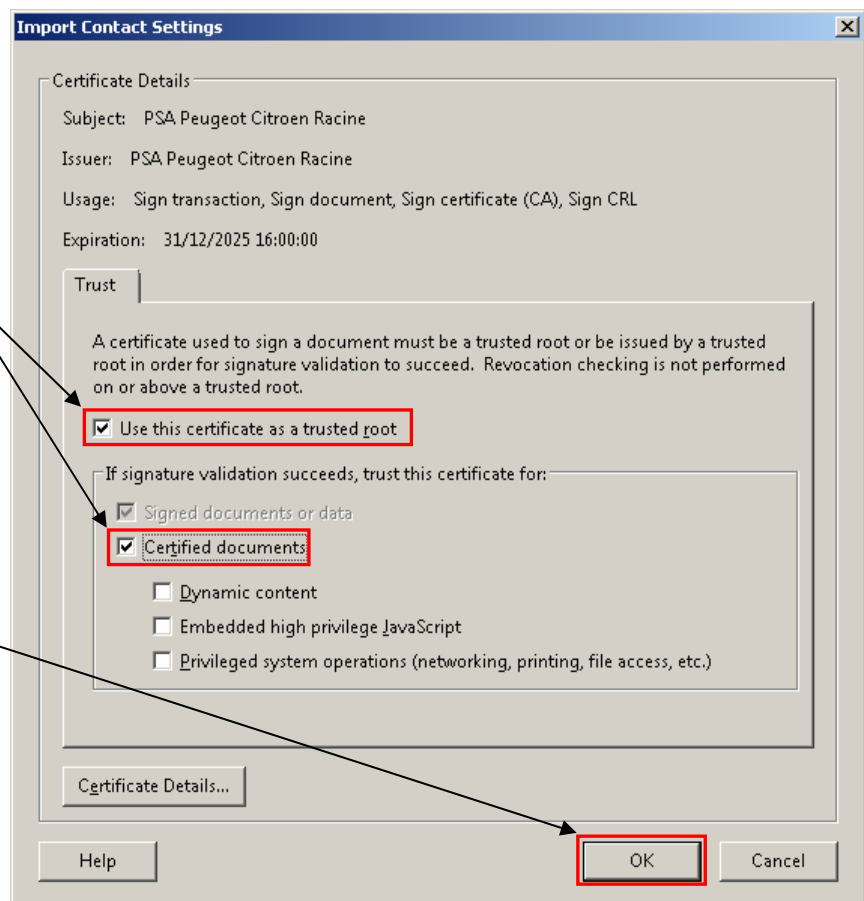 Import Contact Settings
Certificate Details
Subject: PSA Peugeot Citroen Racine
Issuer: PSA Peugeot Citroen Racine
Usage: Sign transaction, Sign document, Sign certificate (CA), Sign CRL
Expiration: 31/12/2025 16:00:00
Trust
A certificate used to sign a document must be a trusted root or be issued by a trusted
root in order for signature validation to succeed. Revocation checking is not performed
on or above a trusted root.
Use this certificate as a trusted root
If signature validation succeeds, trust this certificate for:
Signed documents or data
Certified documents
Dynamic content
Embedded high privilege JavaScript
Privileged system operations (networking, printing, file access, etc.)
Certificate Details...
Help OK Cancel